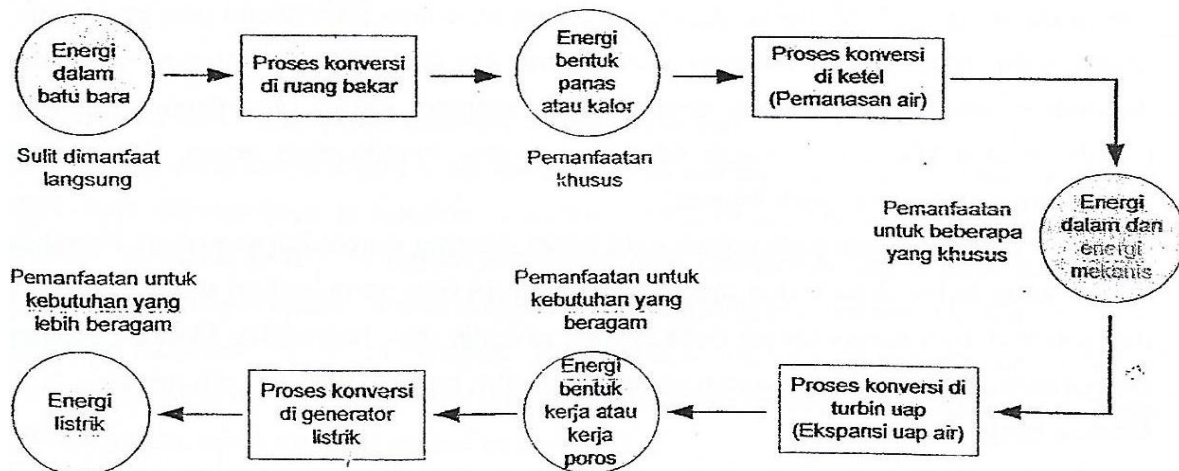 Energi
dalam
batu bara
Proses konversi
di ruang bakar
Energi
bentuk
panas
atau kalor
Proses konversi
di ketel
(Pemanasan air)
Sulit dimanfaat
langsung
Pemanfaatan
khusus
Pemanfaatan
untuk beberapa
yang khusus
Energi
dalam dan
energi
mekanis
Pemanfaatan untuk
kebutuhan yang
lebih beragam
Pemanfaatan untuk
kebutuhan yang
beragam
Energi
listrik
Proses konversi
di generator
listrik
Energi
bentuk
kerja atau
kerja
poros
Proses konversi di
turbin uap
(Ekspansi uap air)